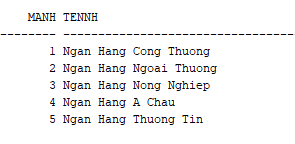 MANH TENNH
-------- ---------------------------------
1 Ngan Hang Cong Thuong
2 Ngan Hang Ngoai Thuong
3 Ngan Hang Nong Nghiep
4 Ngan Hang A Chau
5 Ngan Hang Thuong Tin